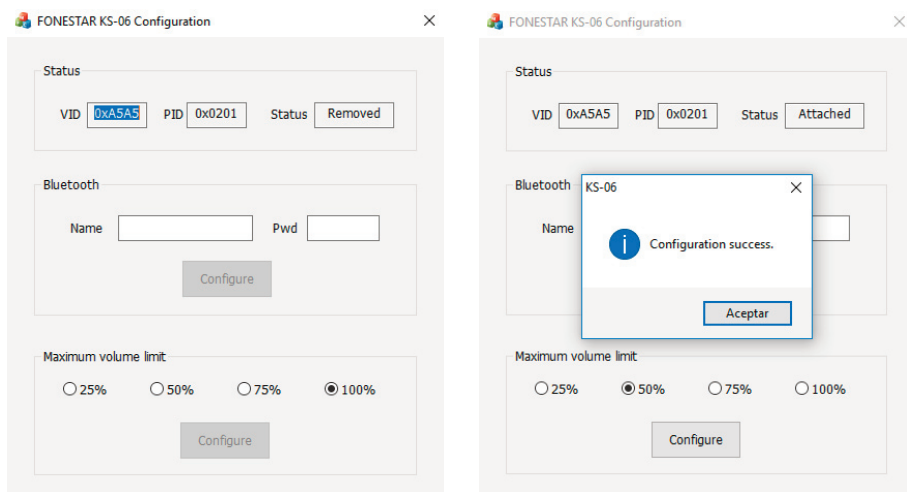 FONESTAR KS-06 Configuration
Status
VID 0xA5A5 PID 0x0201 Status Removed
Bluetooth
Name Pwd
Configure
Maximum volume limit
25% 50% 75% 100%
Configure
FONESTAR KS-06 Configuration
Status
VID 0xA5A5 PID 0x0201 Status Attached
Bluetooth
Name
KS-06
Configuration success.
Aceptar
Maximum volume limit
25% 50% 75% 100%
Configure